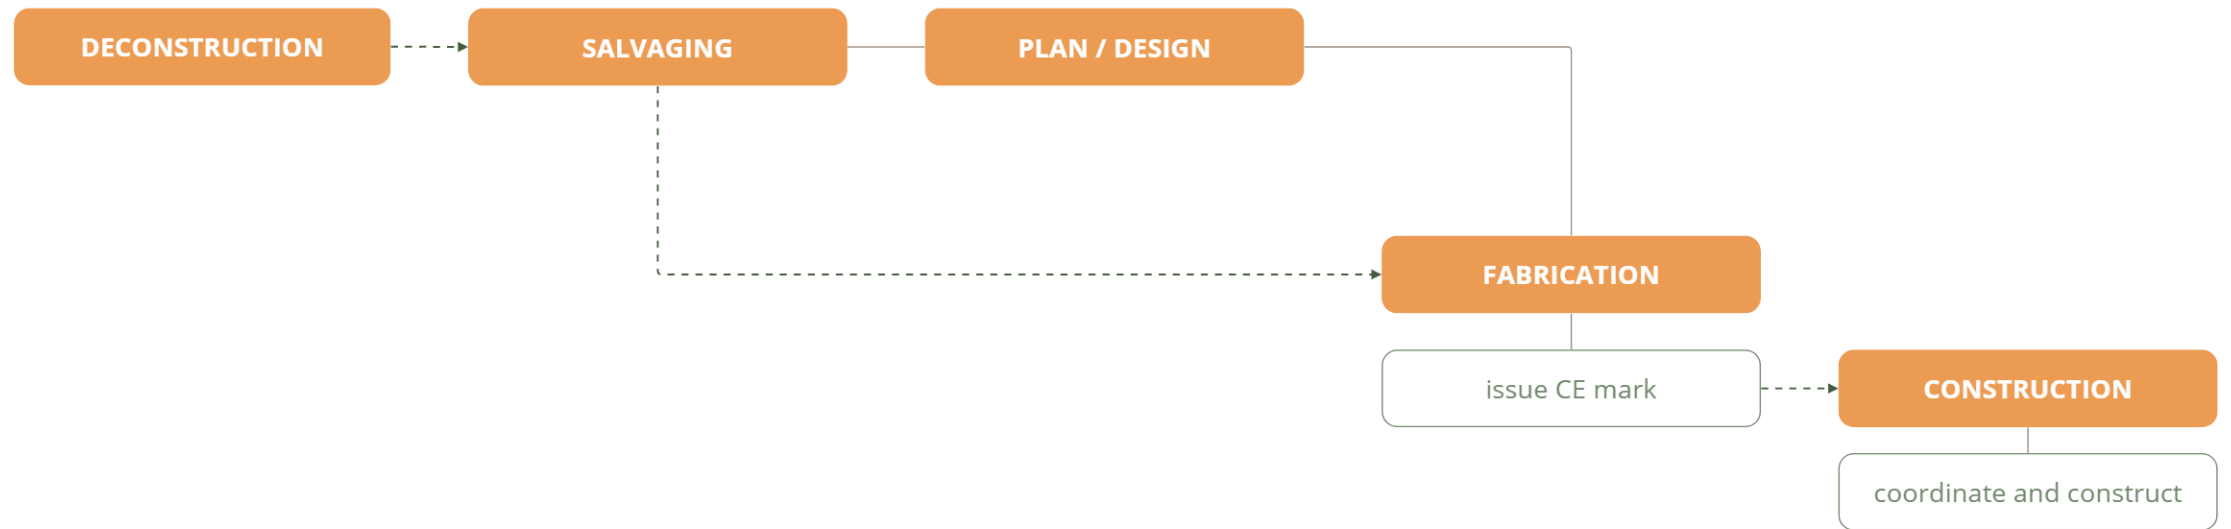 DECONSTRUCTION
SALVAGING
PLAN / DESIGN
FABRICATION
issue CE mark
CONSTRUCTION
coordinate and construct